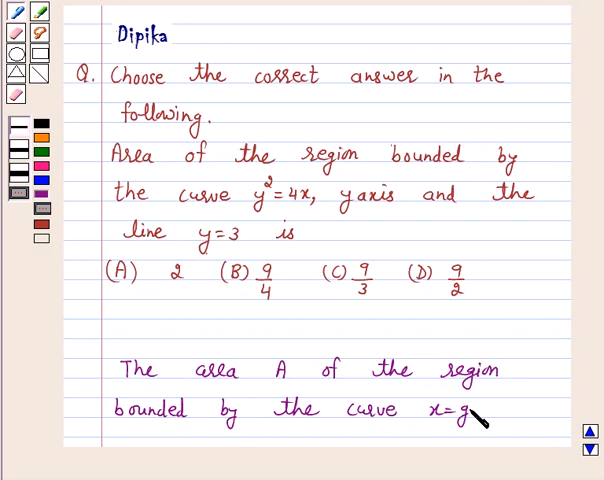 Dipika
Q. Choose the correct answer in the
following.
Area of the region bounded by
the curve y² = 4x, y axis and the
line y = 3 is
(A) 2 (B) 9/4 (C) 9/3 (D) 9/2
The area A of the region
bounded by the curve x = g